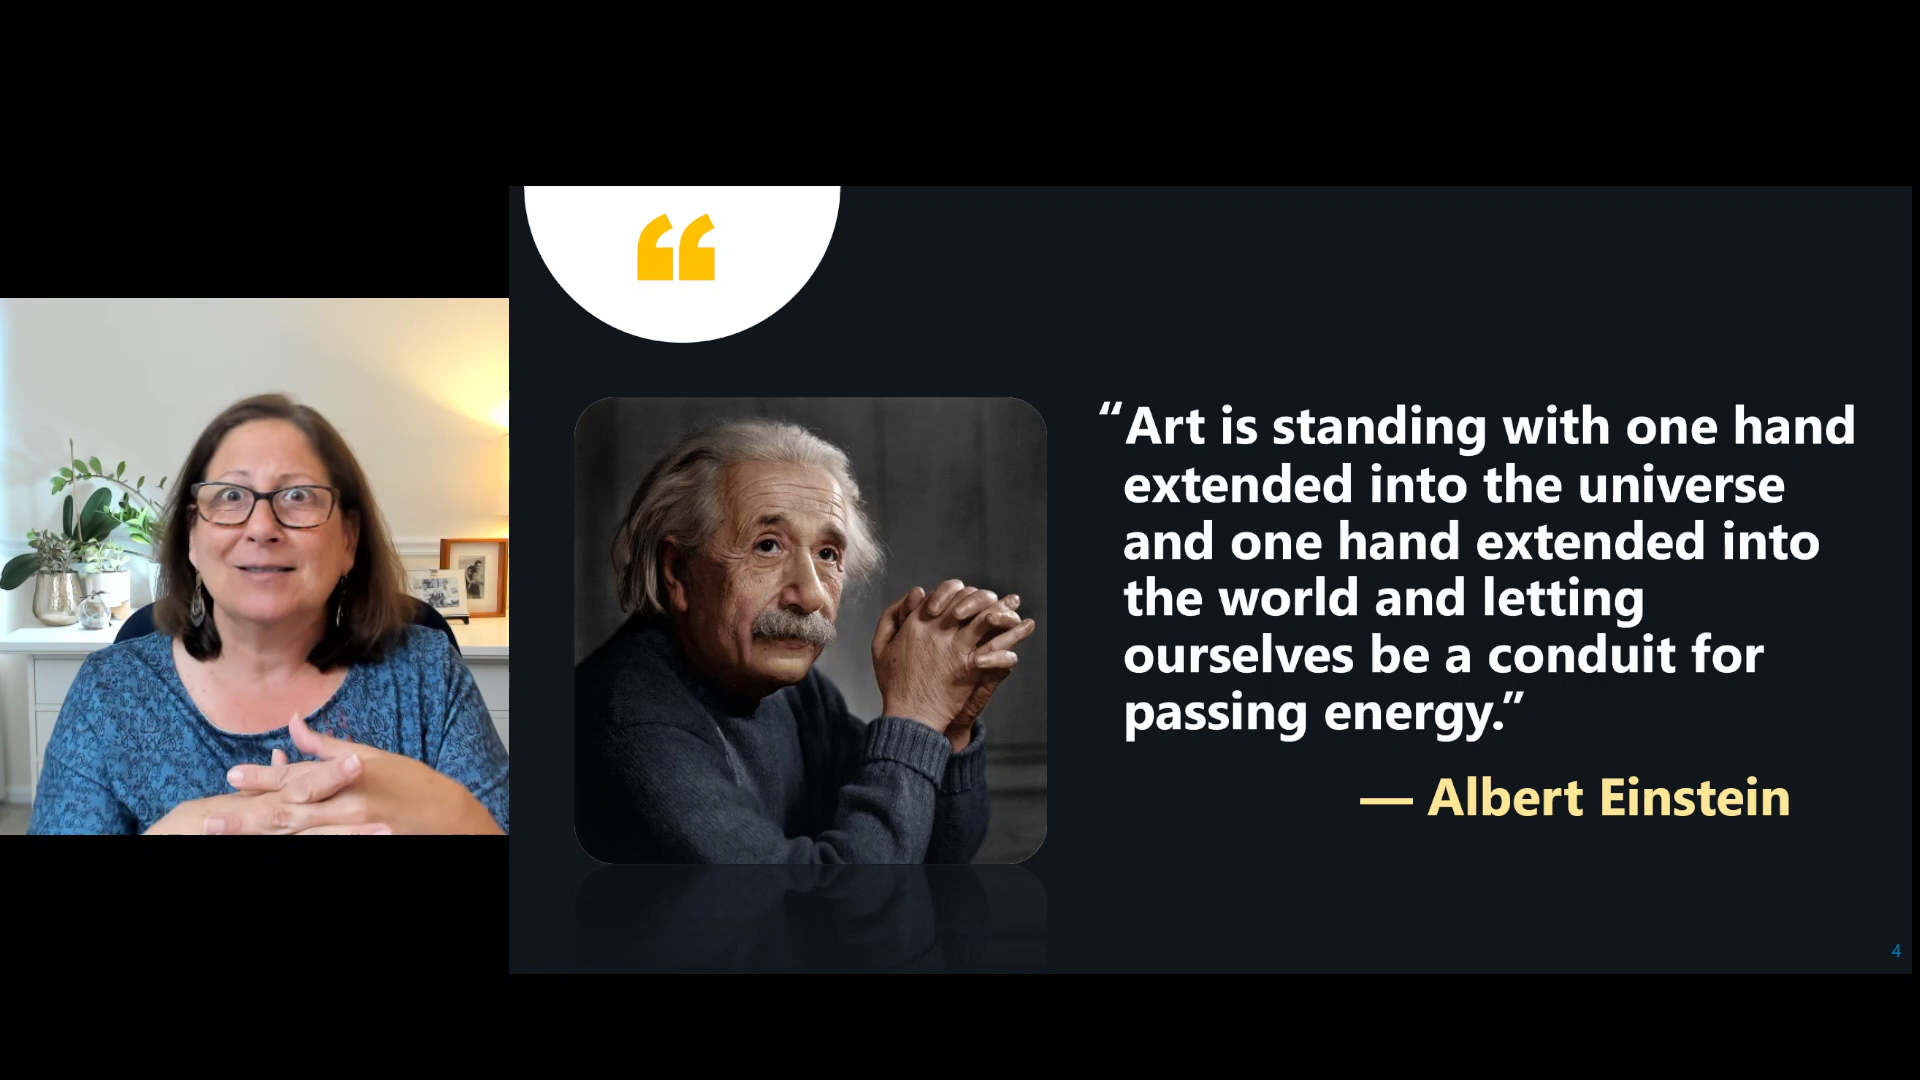 “
“Art is standing with one hand
extended into the universe
and one hand extended into
the world and letting
ourselves be a conduit for
passing energy.”
— Albert Einstein
4